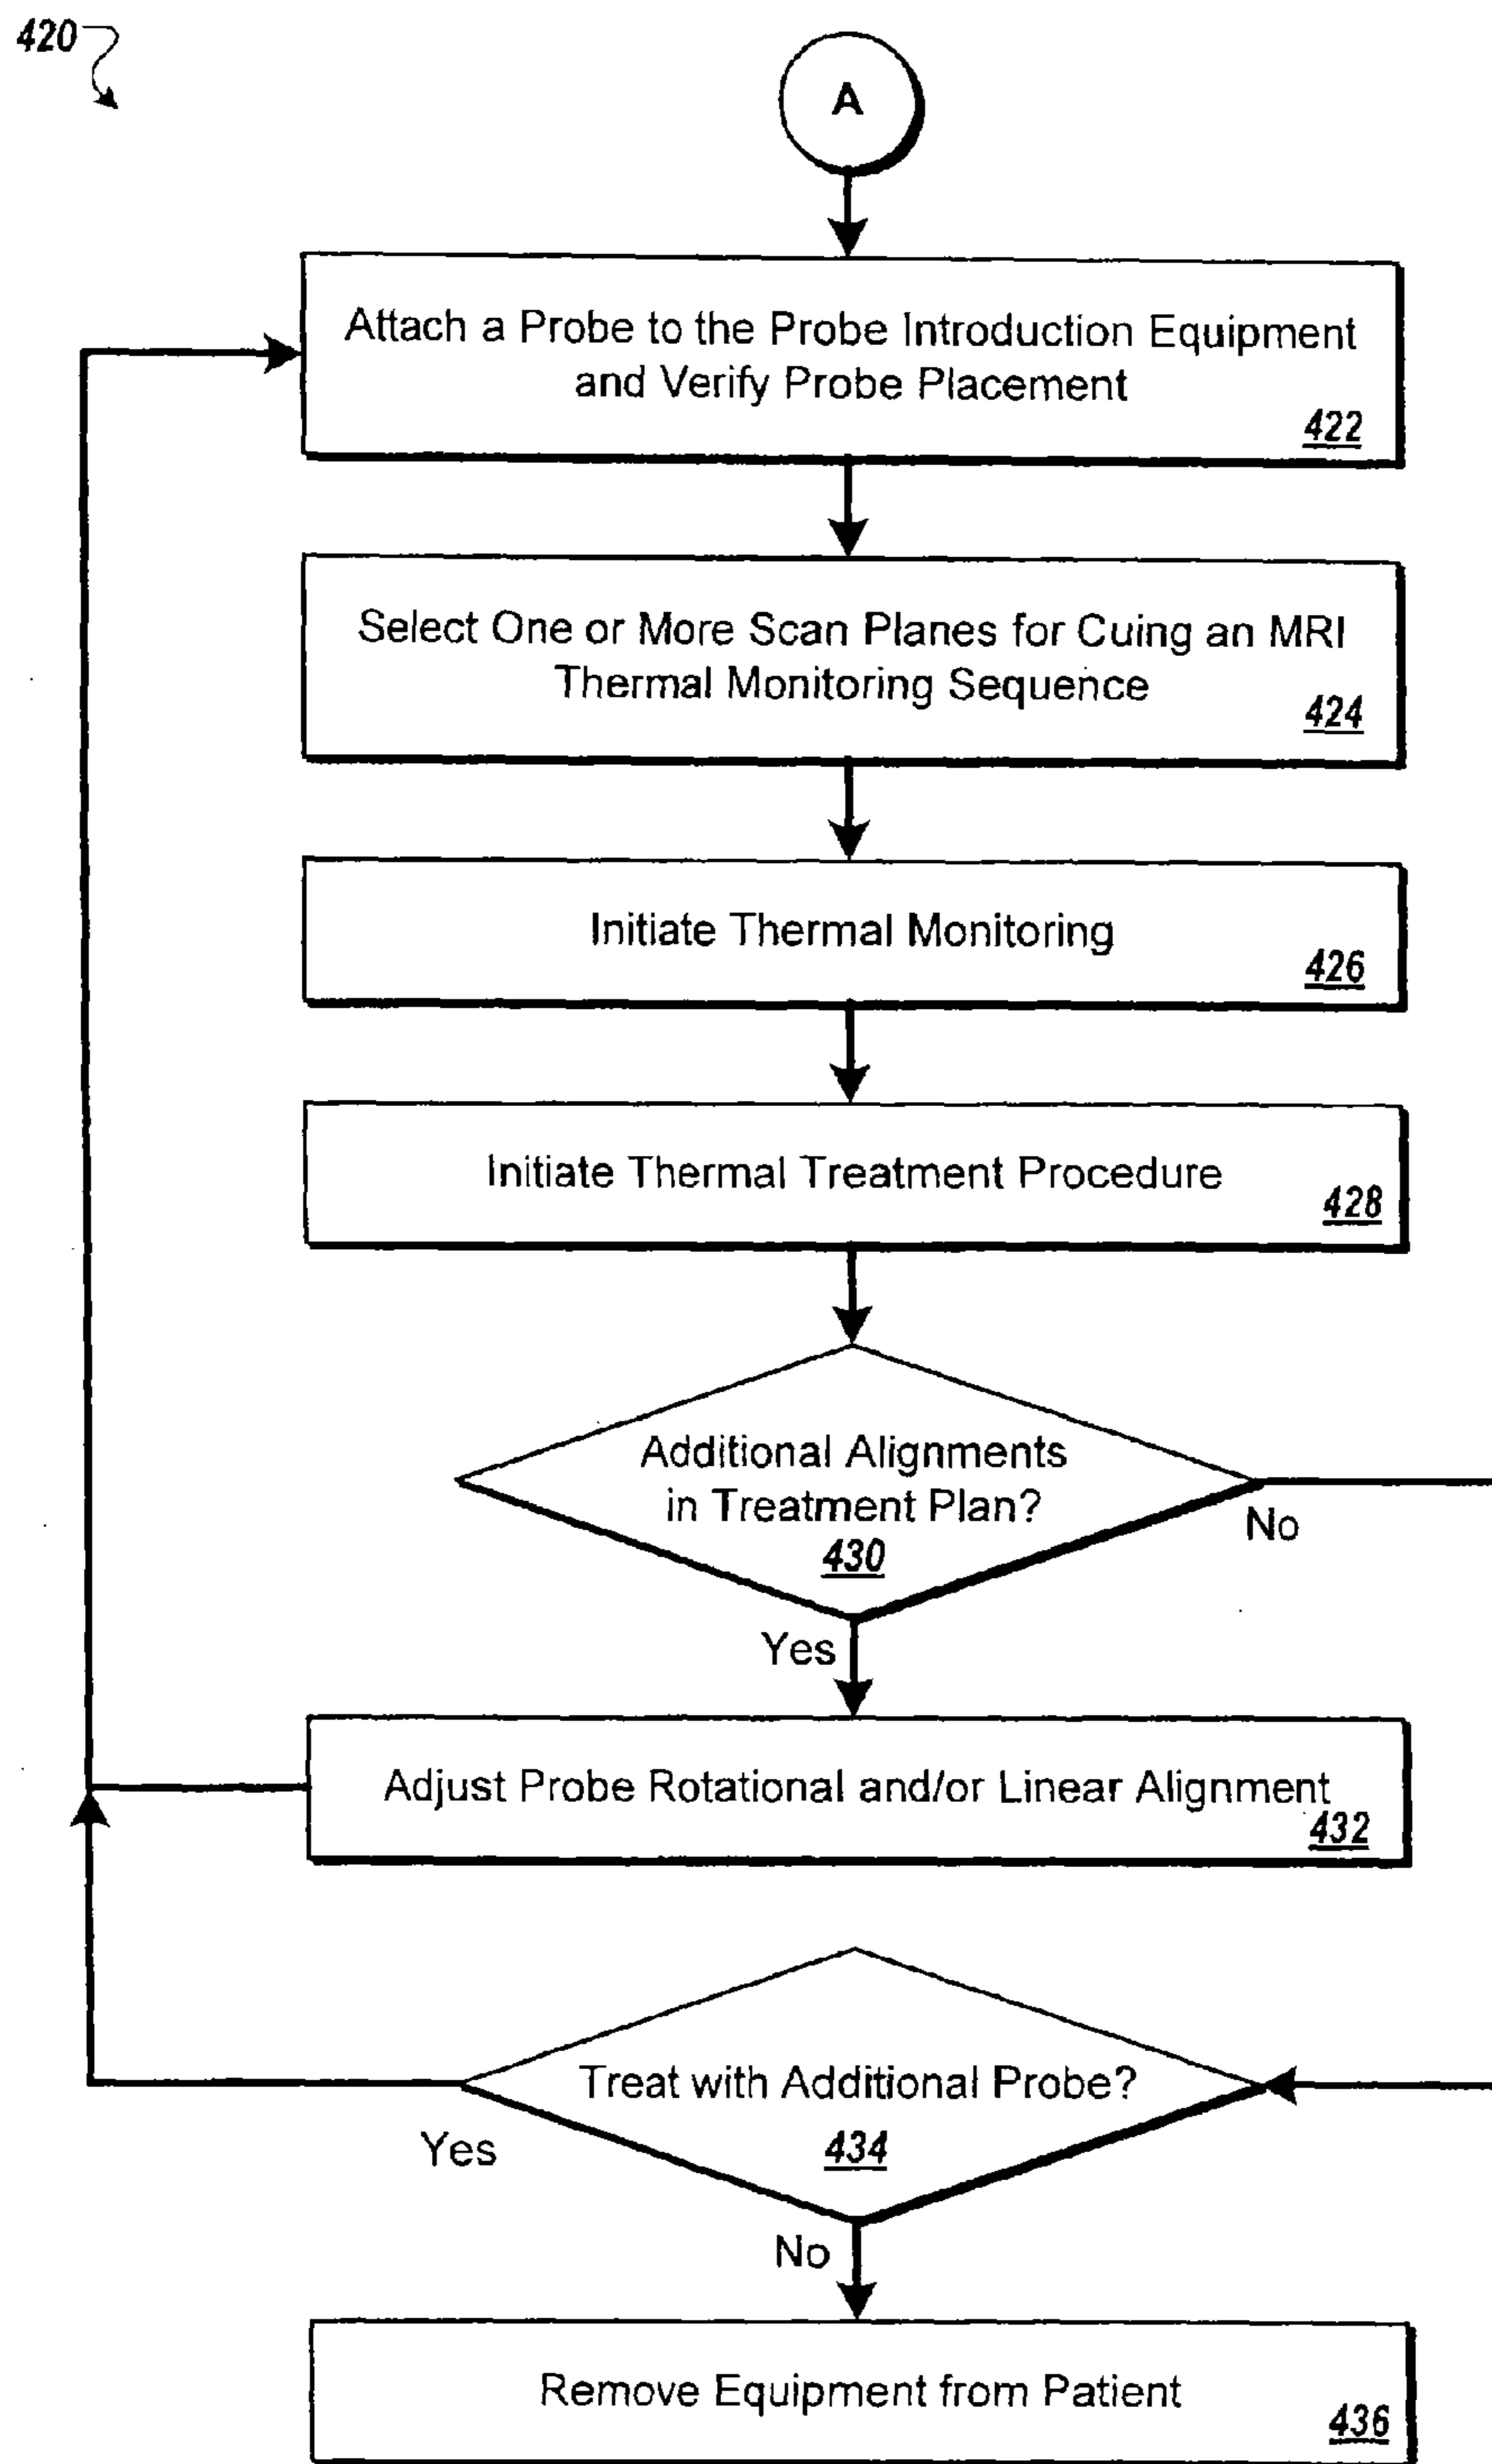 420
A
Attach a Probe to the Probe Introduction Equipment
and Verify Probe Placement
422
Select One or More Scan Planes for Cuing an MRI
Thermal Monitoring Sequence
424
Initiate Thermal Monitoring
426
Initiate Thermal Treatment Procedure
428
Additional Alignments
in Treatment Plan?
430
No
Yes
Adjust Probe Rotational and/or Linear Alignment
432
Treat with Additional Probe?
434
Yes
No
Remove Equipment from Patient
436